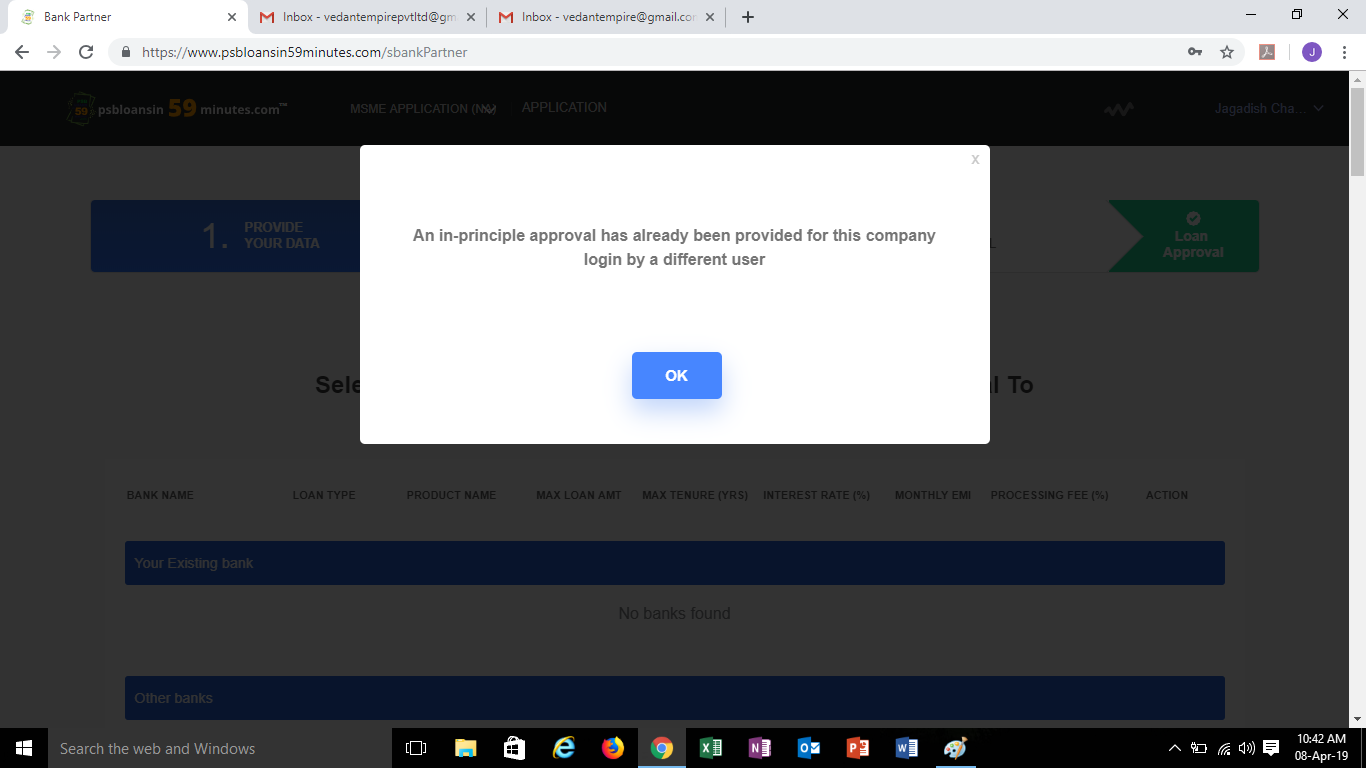 Bank Partner
Inbox - vedantempirepvtltd@gm
Inbox - vedantempire@gmail.co
https://www.psbloansin59minutes.com/sbankPartner
J
59
psbloansin 59 minutes.com™
MSME APPLICATION
APPLICATION
Jagadish Cha...
x
An in-principle approval has already been provided for this company
login by a different user
OK
1.
PROVIDE
YOUR DATA
Loan
Approval
Sele
l To
BANK NAME
LOAN TYPE
PRODUCT NAME
MAX LOAN AMT
MAX TENURE (YRS)
INTEREST RATE (%)
MONTHLY EMI
PROCESSING FEE (%)
ACTION
Your Existing bank
No banks found
Other banks
Search the web and Windows
10:42 AM
08-Apr-19